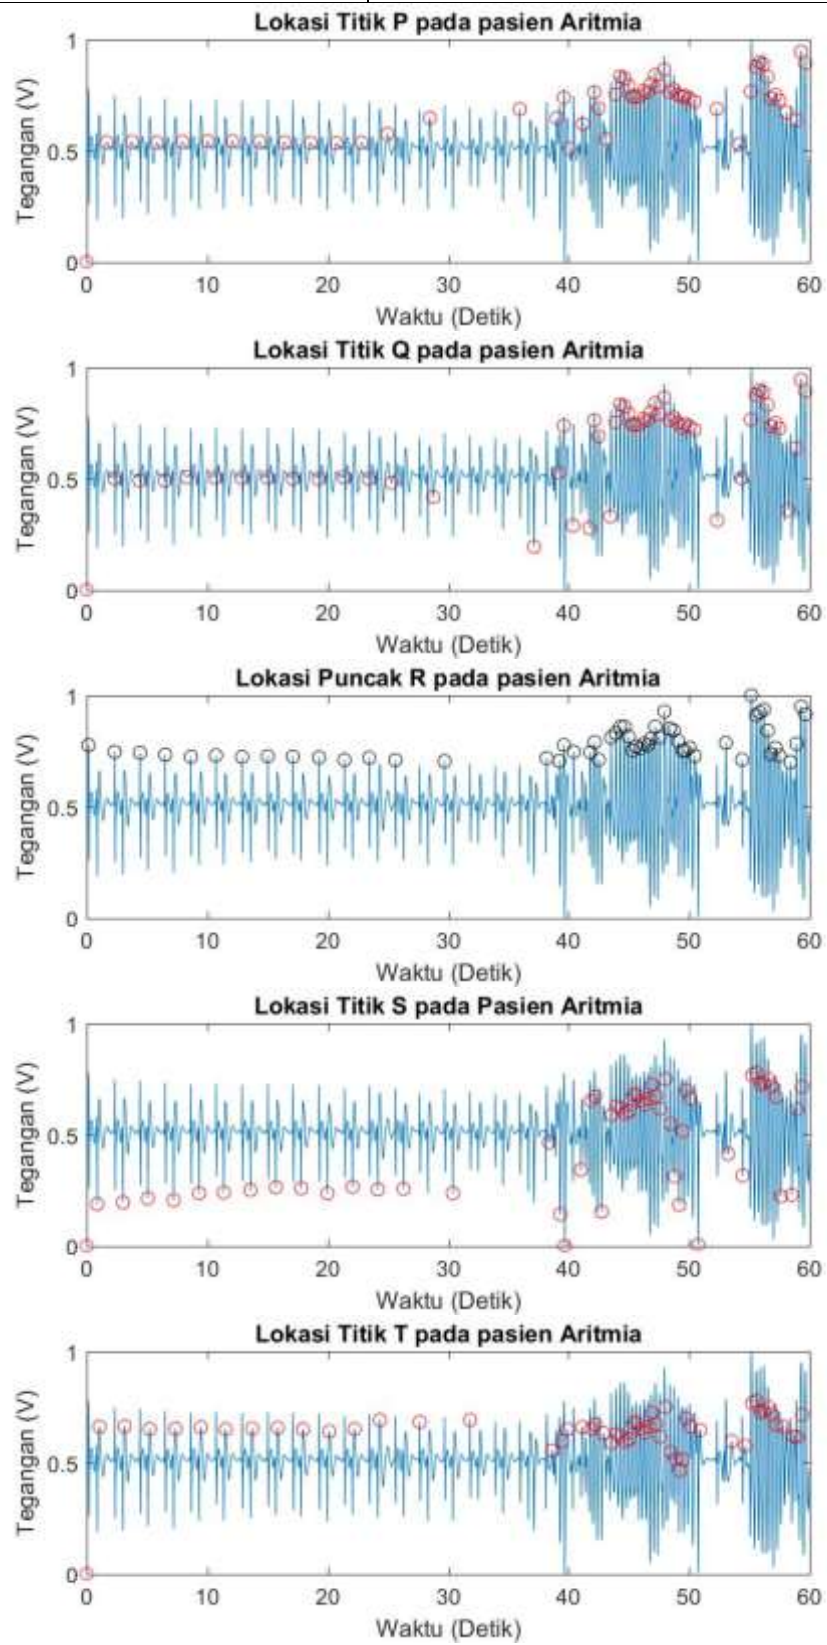 Lokasi Titik P pada pasien Aritmia
Tegangan (V)
1
0.5
0
0 10 20 30 40 50 60
Waktu (Detik)
Lokasi Titik Q pada pasien Aritmia
Tegangan (V)
1
0.5
0
0 10 20 30 40 50 60
Waktu (Detik)
Lokasi Puncak R pada pasien Aritmia
Tegangan (V)
1
0.5
0
0 10 20 30 40 50 60
Waktu (Detik)
Lokasi Titik S pada Pasien Aritmia
Tegangan (V)
1
0.5
0
0 10 20 30 40 50 60
Waktu (Detik)
Lokasi Titik T pada pasien Aritmia
Tegangan (V)
1
0.5
0
0 10 20 30 40 50 60
Waktu (Detik)